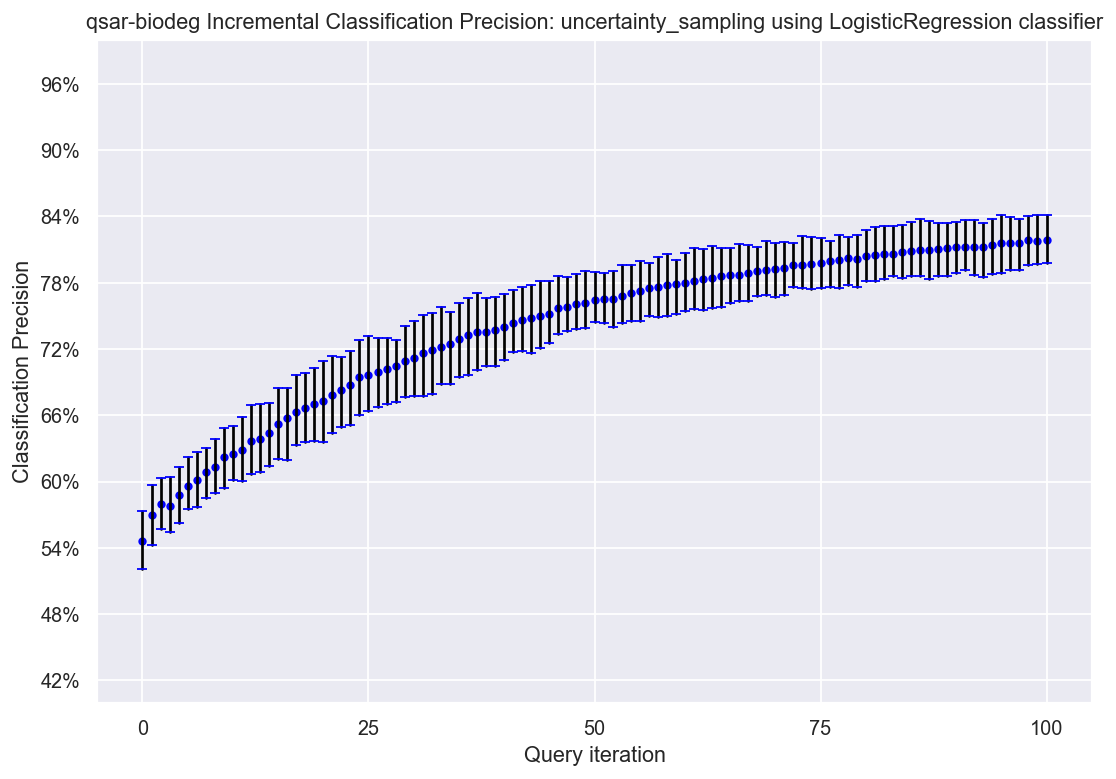 qsar-biodeg Incremental Classification Precision: uncertainty_sampling using LogisticRegression classifier
96%
90%
84%
78%
72%
66%
60%
54%
48%
42%
Classification Precision
0 25 50 75 100
Query iteration